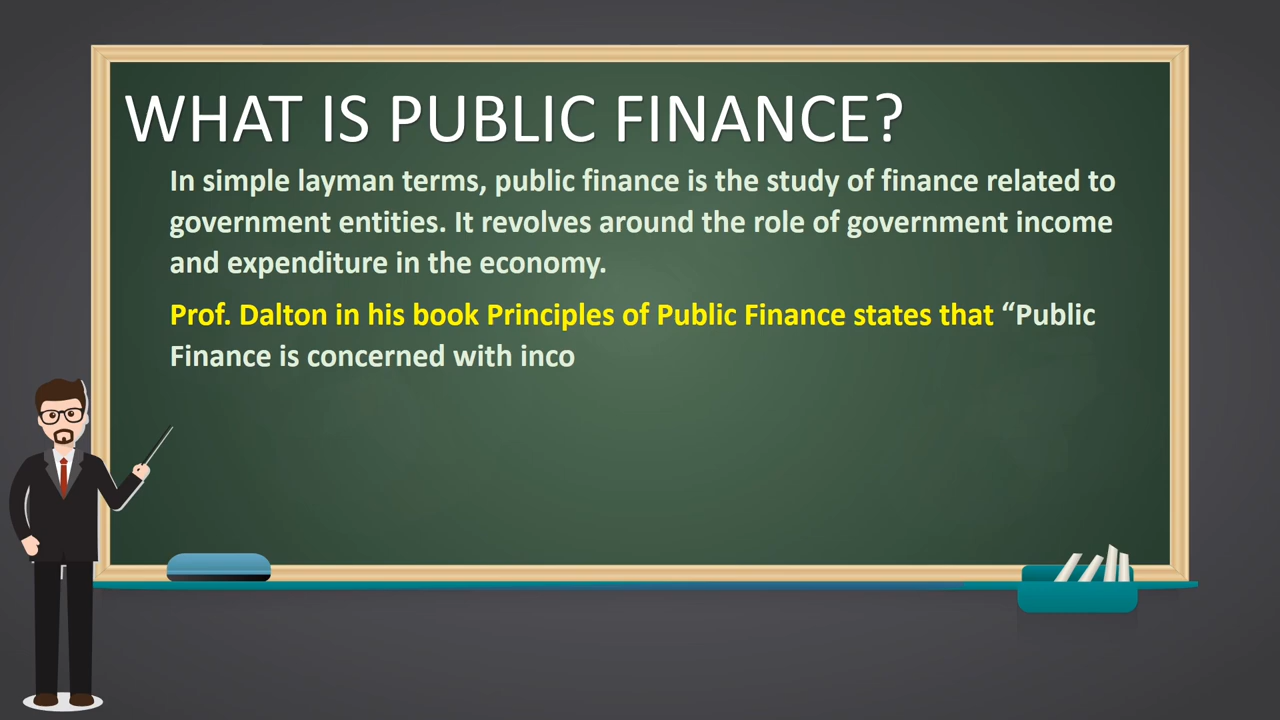 WHAT IS PUBLIC FINANCE?
In simple layman terms, public finance is the study of finance related to
government entities. It revolves around the role of government income
and expenditure in the economy.
Prof. Dalton in his book Principles of Public Finance states that “Public
Finance is concerned with inco